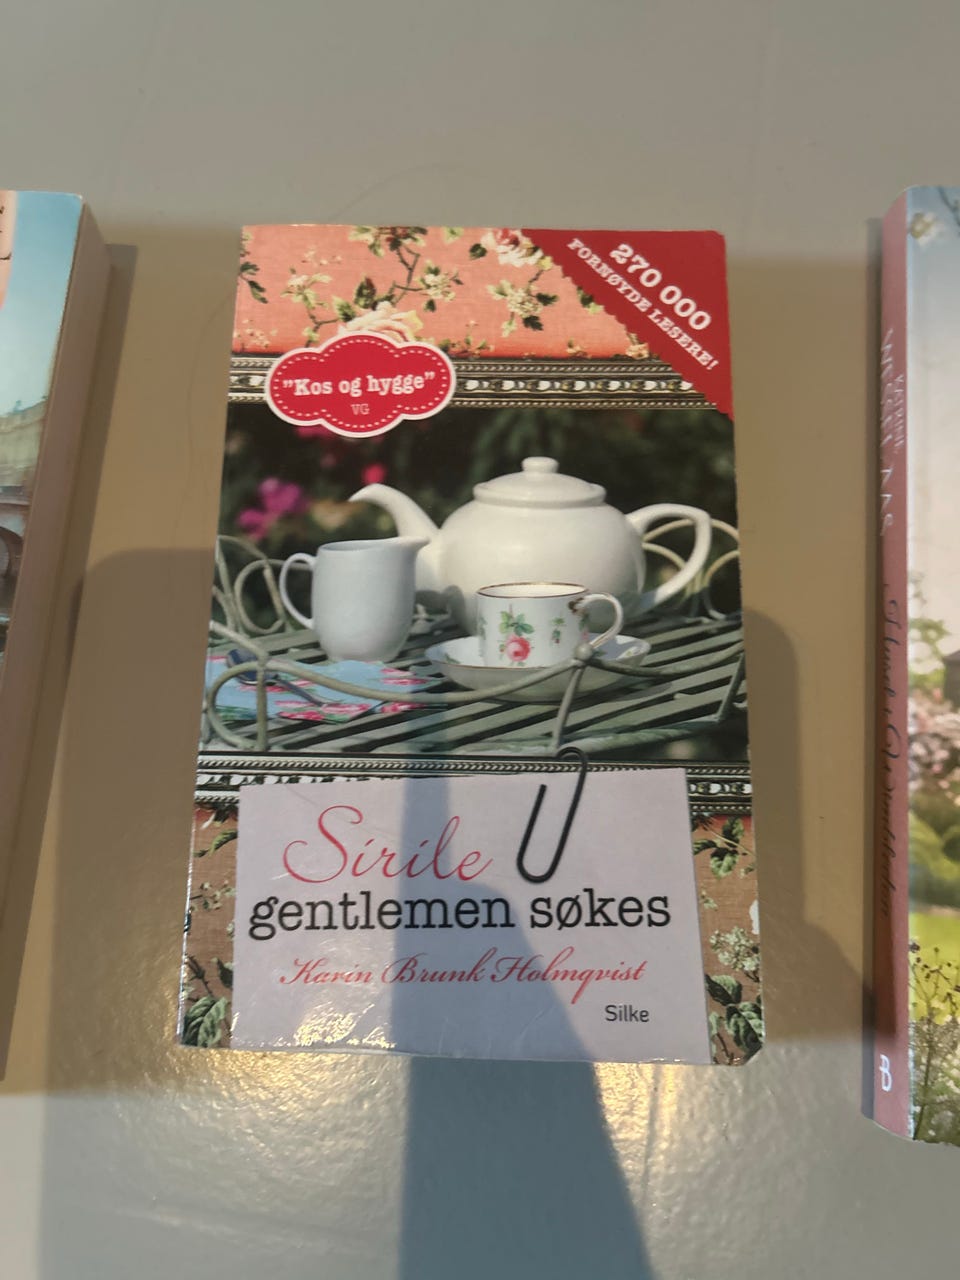 270 000
FORNØYDE LESERE!
"Kos og hygge"
VG
Sirile
gentlemen søkes
Karin Brunk Holmqvist
Silke
B